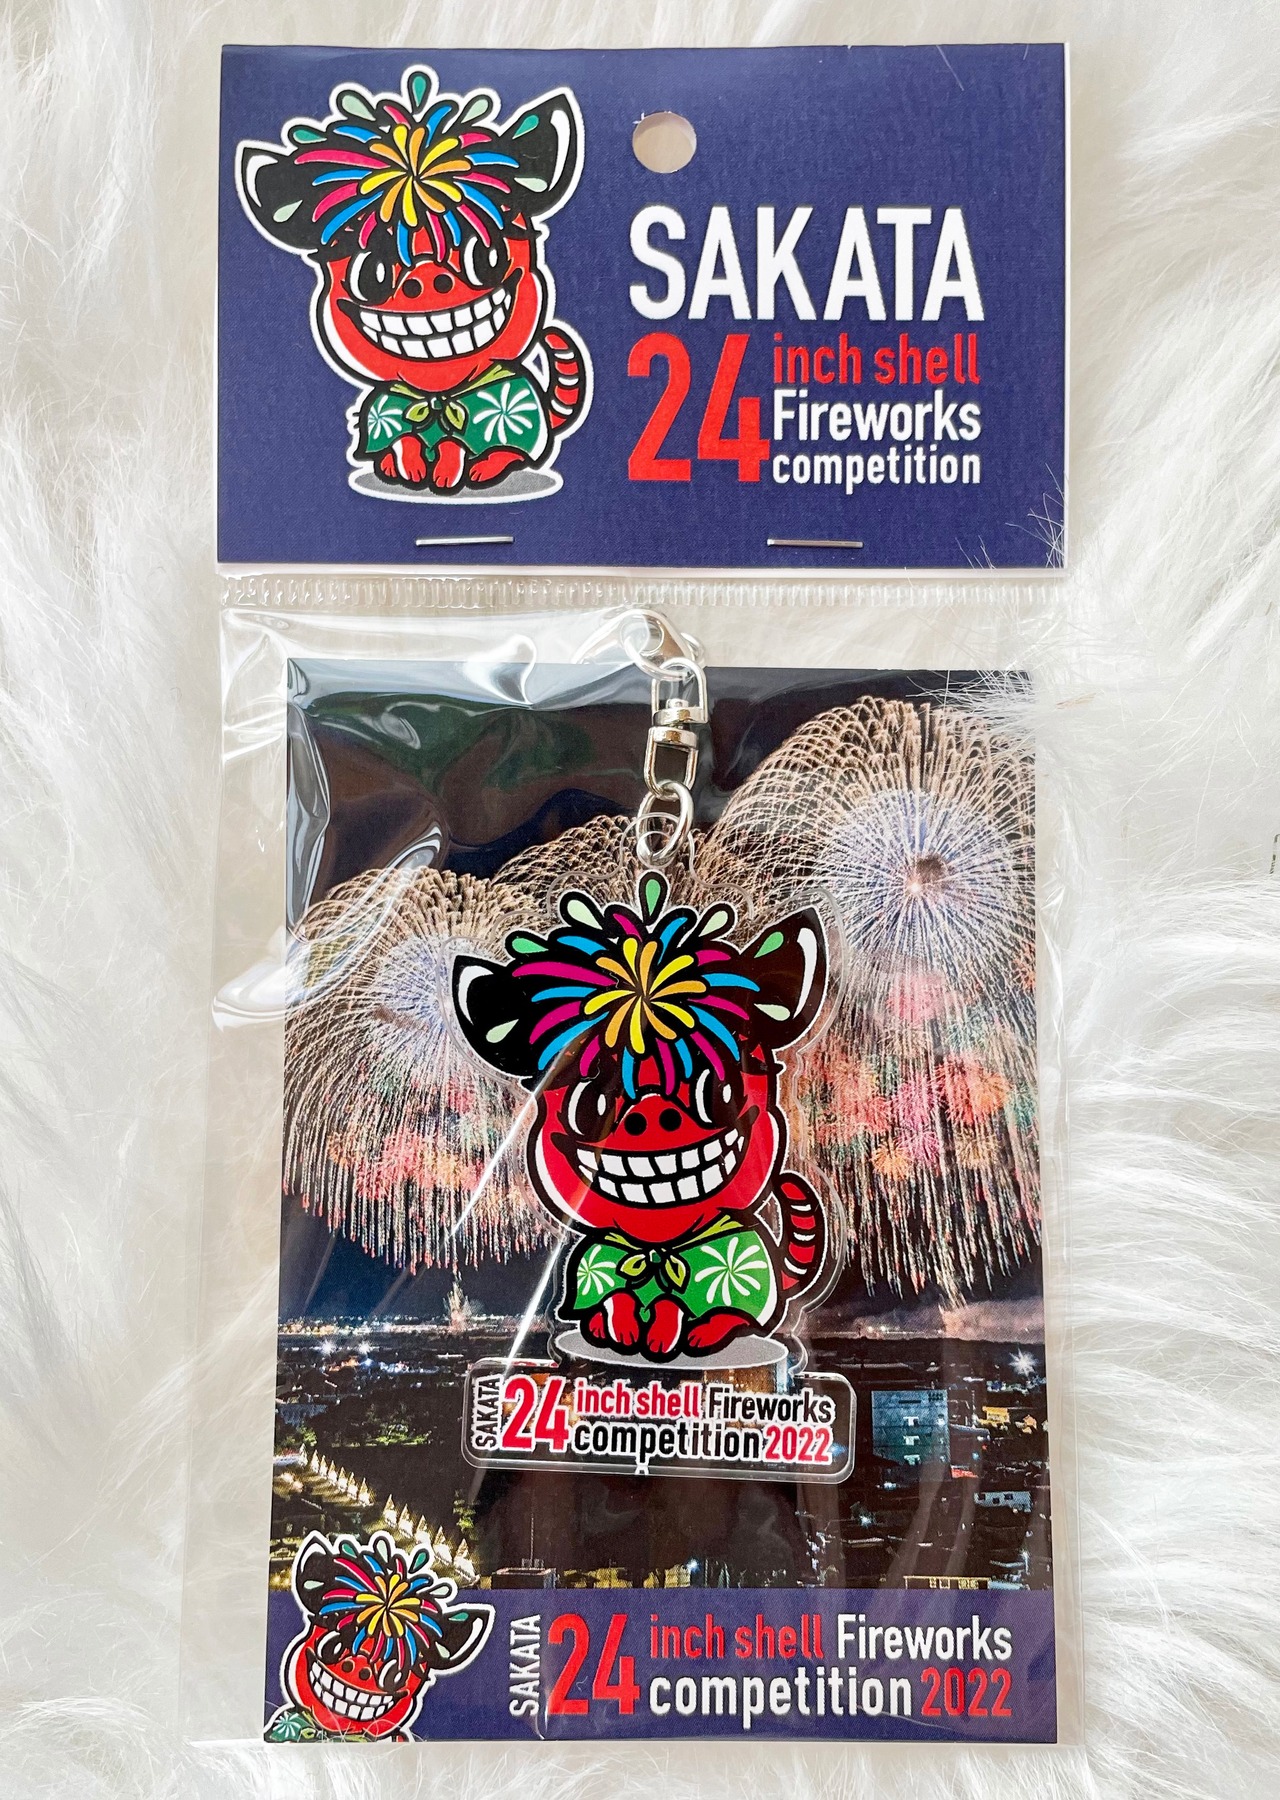 SAKATA
24 inch shell
Fireworks
competition
SAKATA 24 inch shell Fireworks
competition 2022
SAKATA 24 inch shell Fireworks
competition 2022